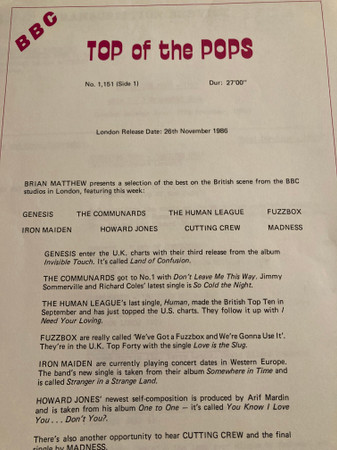 BBC
TOP of the POPS
No. 1,151 (Side 1) Dur: 27'00"
London Release Date: 26th November 1986
BRIAN MATTHEW presents a selection of the best on the British scene from the BBC
studios in London, featuring this week:
GENESIS THE COMMUNARDS THE HUMAN LEAGUE FUZZBOX
IRON MAIDEN HOWARD JONES CUTTING CREW MADNESS
GENESIS enter the U.K. charts with their third release from the album
Invisible Touch. It's called Land of Confusion.
THE COMMUNARDS got to No.1 with Don't Leave Me This Way. Jimmy
Sommerville and Richard Coles' latest single is So Cold the Night.
THE HUMAN LEAGUE's last single, Human, made the British Top Ten in
September and has just topped the U.S. charts. They follow it up with I
Need Your Loving.
FUZZBOX are really called 'We've Got a Fuzzbox and We're Gonna Use It'.
They're in the U.K. Top Forty with the single Love is the Slug.
IRON MAIDEN are currently playing concert dates in Western Europe.
The band's new single is taken from their album Somewhere in Time and
is called Stranger in a Strange Land.
HOWARD JONES' newest self-composition is produced by Arif Mardin
and is taken from his album One to One — it's called You Know I Love
You . . . Don't You?.
There's also another opportunity to hear CUTTING CREW and the final
single by MADNESS.